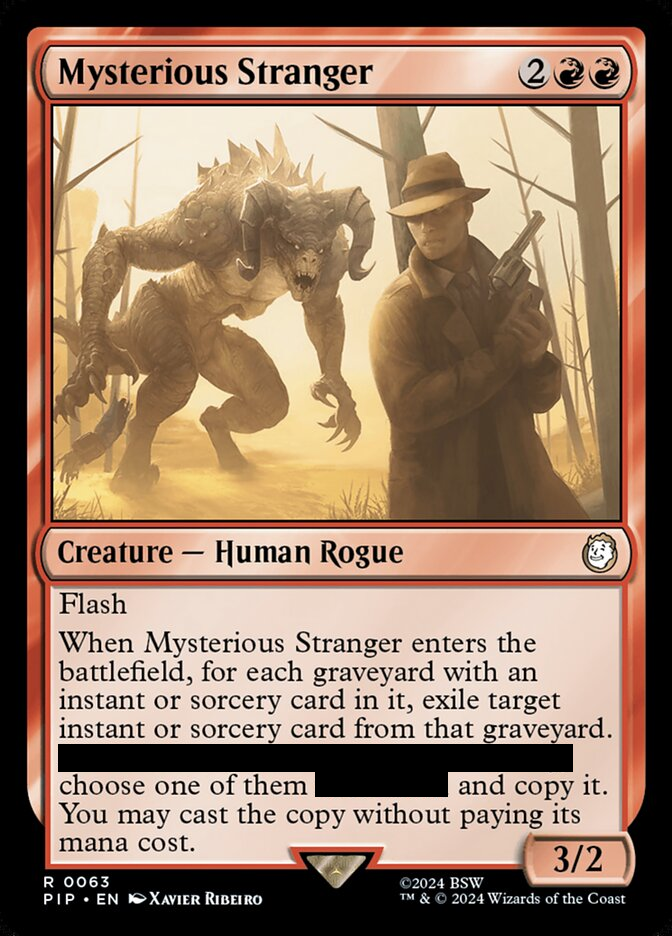 Mysterious Stranger 2
Creature — Human Rogue
Flash
When Mysterious Stranger enters the
battlefield, for each graveyard with an
instant or sorcery card in it, exile target
instant or sorcery card from that graveyard.
choose one of them and copy it.
You may cast the copy without paying its
mana cost.
3/2
R 0063
PIP • EN Xavier Ribeiro
©2024 BSW
™ & © 2024 Wizards of the Coast